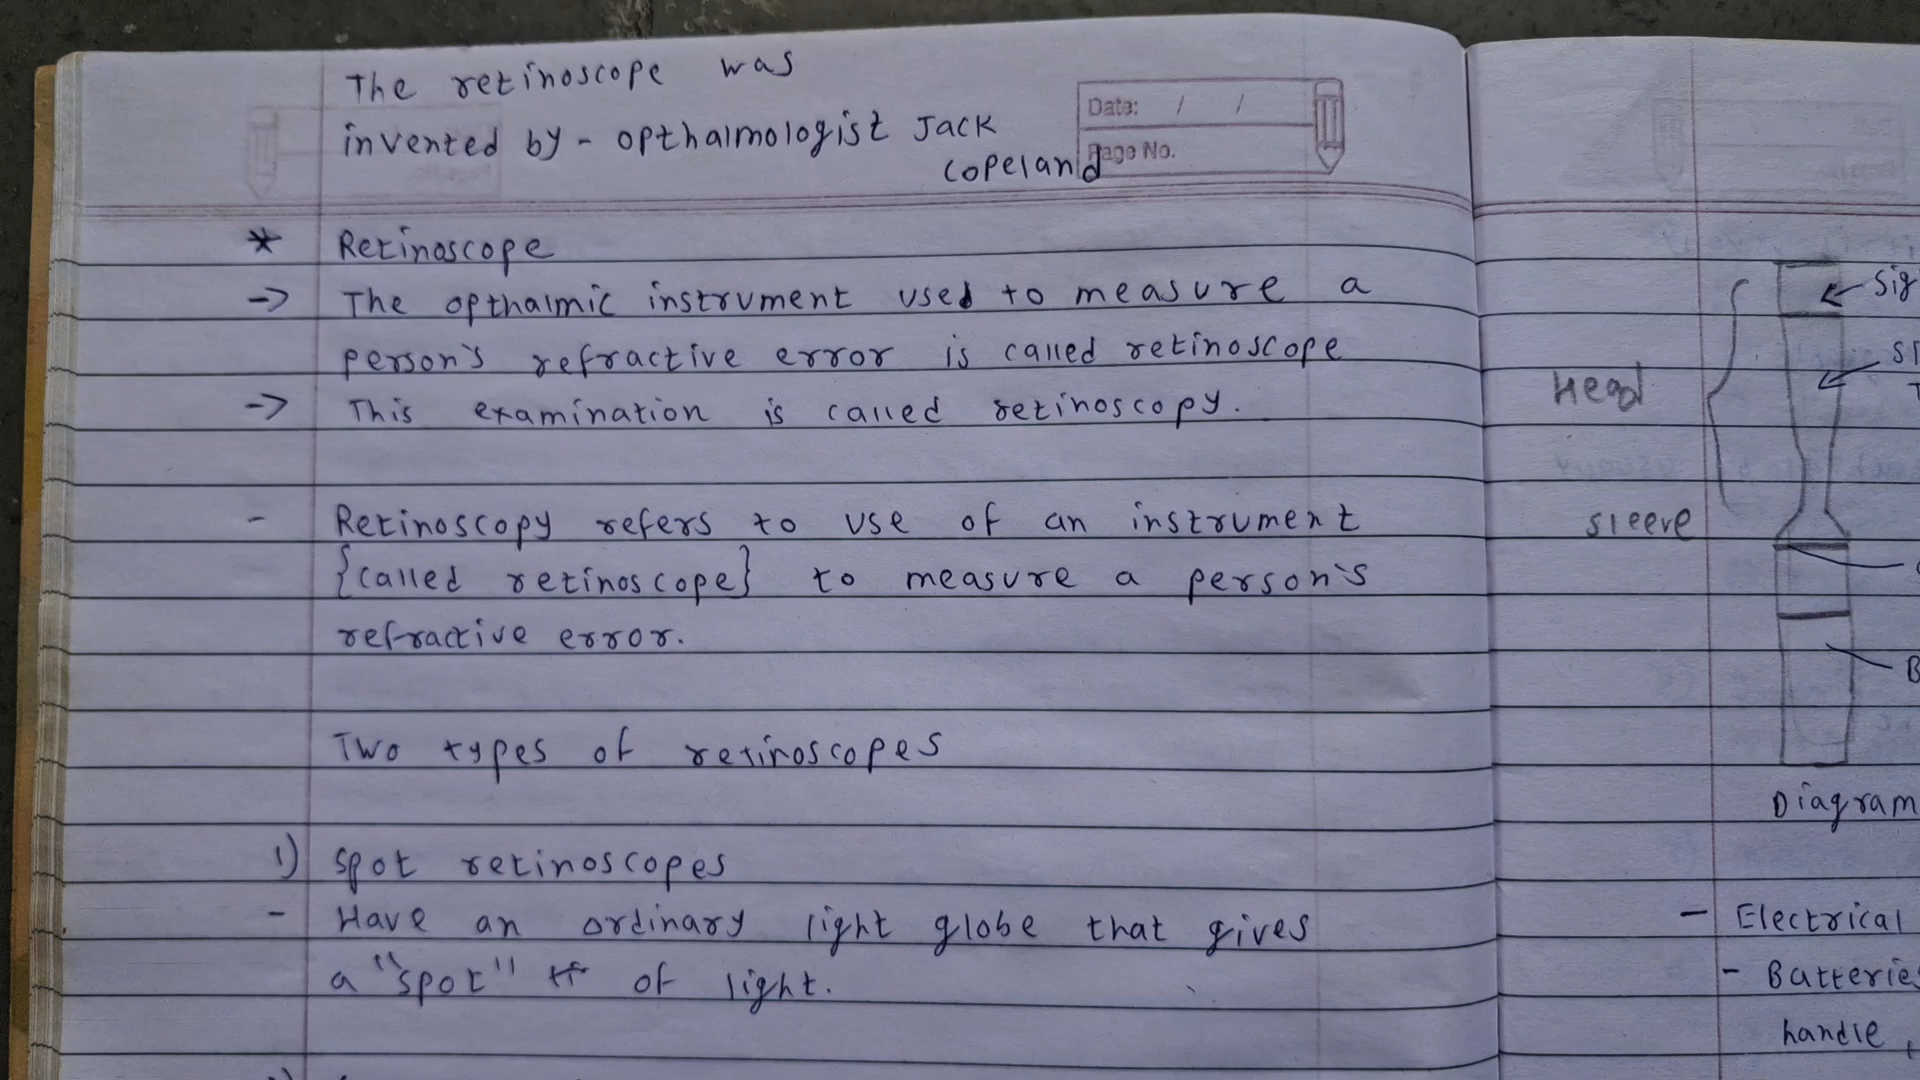 The retinoscope was
invented by - opthalmologist Jack
copeland
Date: / /
Page No.
* Retinoscope
-> The opthalmic instrument used to measure a
person's refractive error is called retinoscope
-> This examination is called retinoscopy.
- Retinoscopy refers to use of an instrument
{called retinoscope} to measure a person's
refractive error.
Two types of retinoscopes
1) spot retinoscopes
- Have an ordinary light globe that gives
a "spot" of light.
Head
sleeve
Diagram
- Electrical
- Batteries
handle